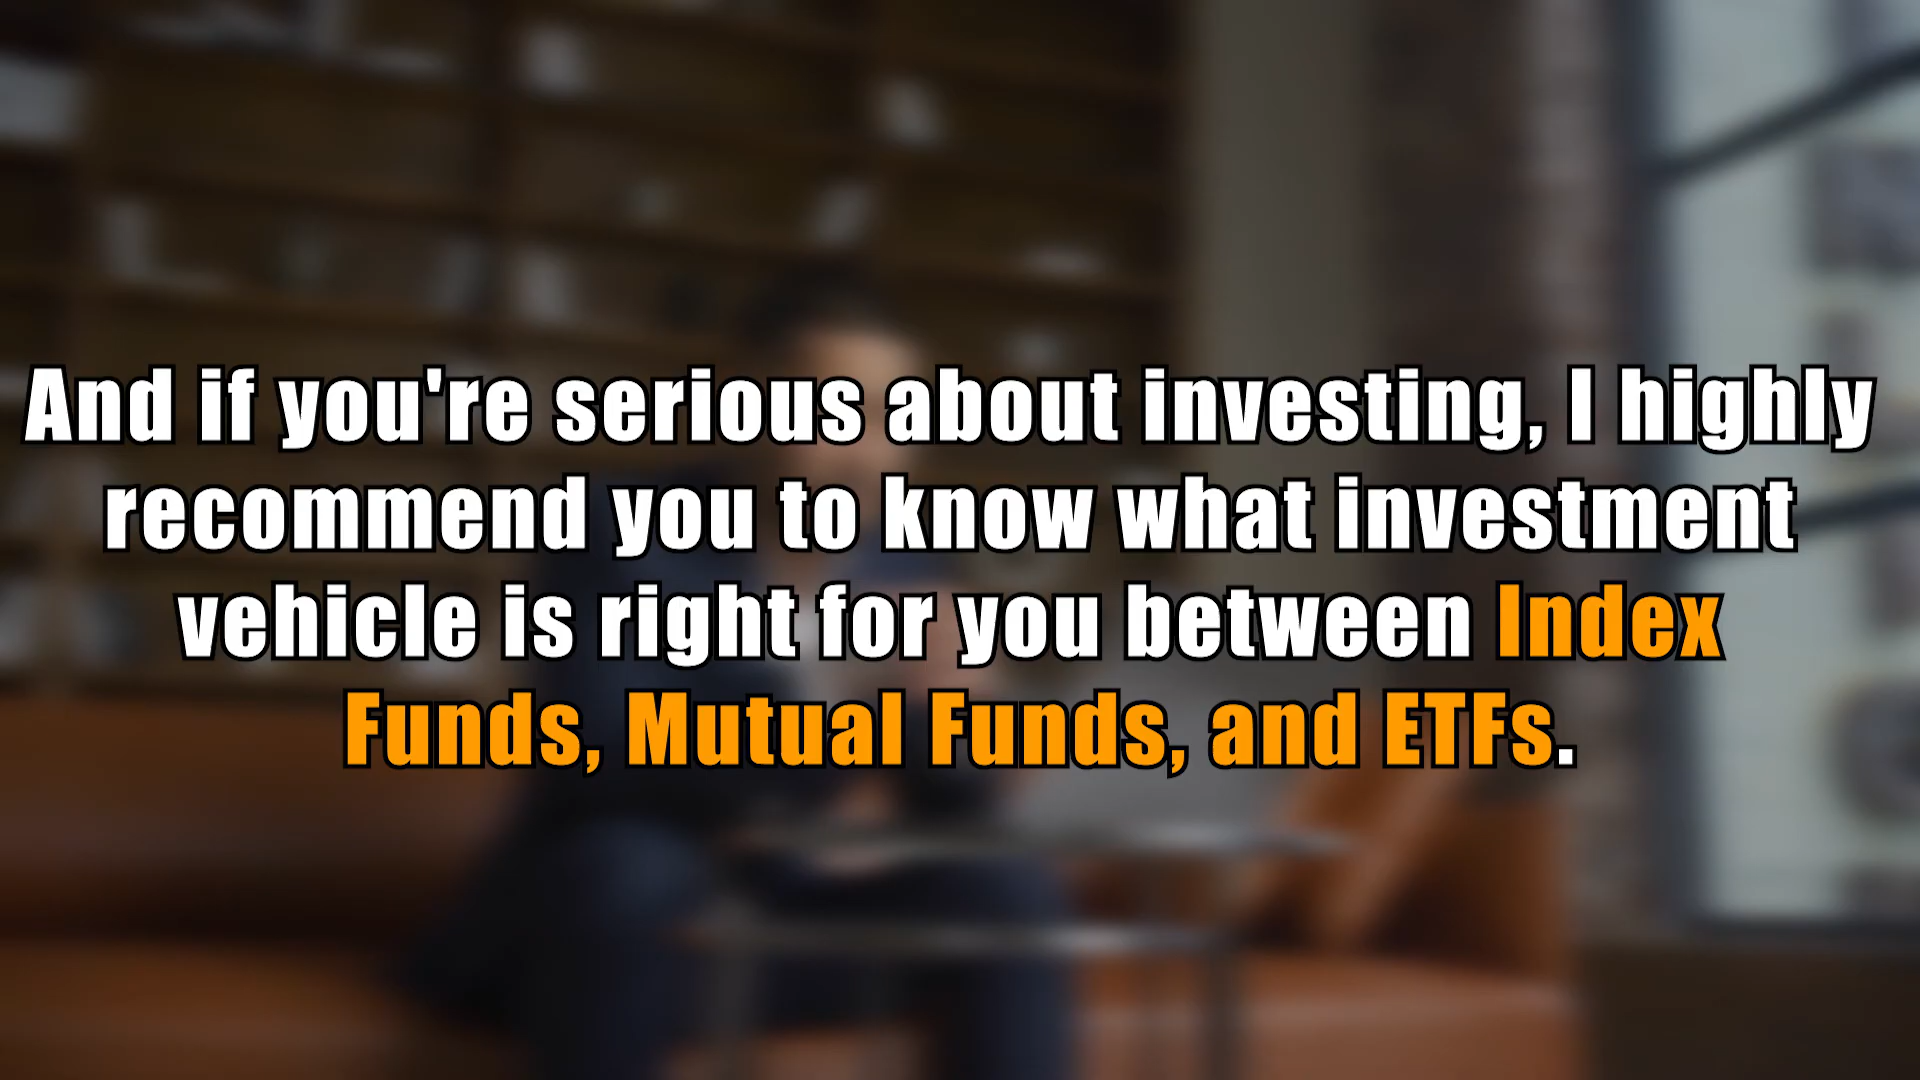 And if you're serious about investing, I highly
recommend you to know what investment
vehicle is right for you between Index
Funds, Mutual Funds, and ETFs.